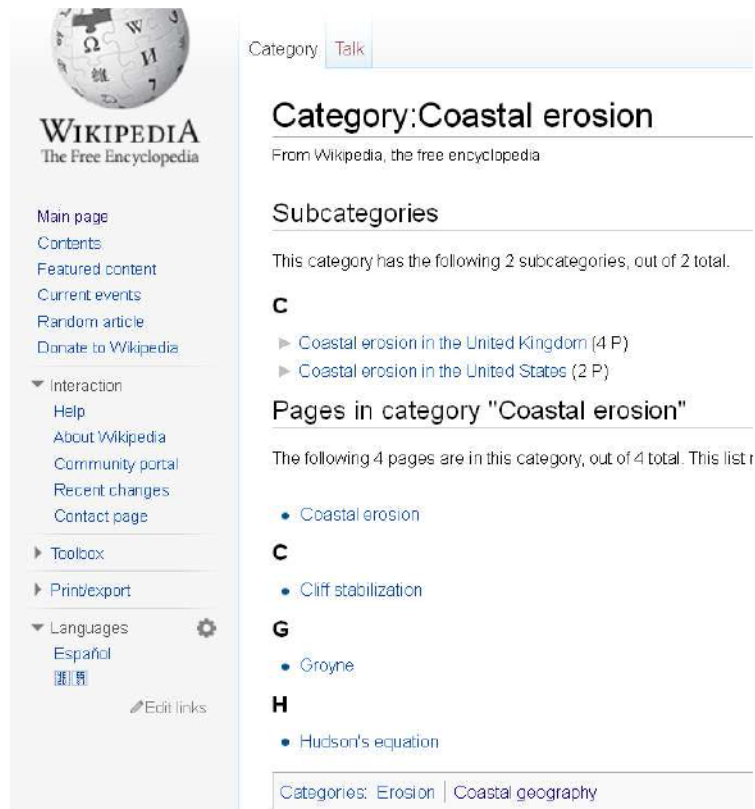 Ω W И 維 7
WIKIPEDIA
The Free Encyclopedia
Main page
Contents
Featured content
Current events
Random article
Donate to Wikipedia
Interaction
Help
About Wikipedia
Community portal
Recent changes
Contact page
Toolbox
Print/export
Languages
Español
Edit links
Category Talk
Category:Coastal erosion
From Wikipedia, the free encyclopedia
Subcategories
This category has the following 2 subcategories, out of 2 total.
C
Coastal erosion in the United Kingdom (4 P)
Coastal erosion in the United States (2 P)
Pages in category "Coastal erosion"
The following 4 pages are in this category, out of 4 total. This list
Coastal erosion
C
Cliff stabilization
G
Groyne
H
Hudson's equation
Categories: Erosion | Coastal geography